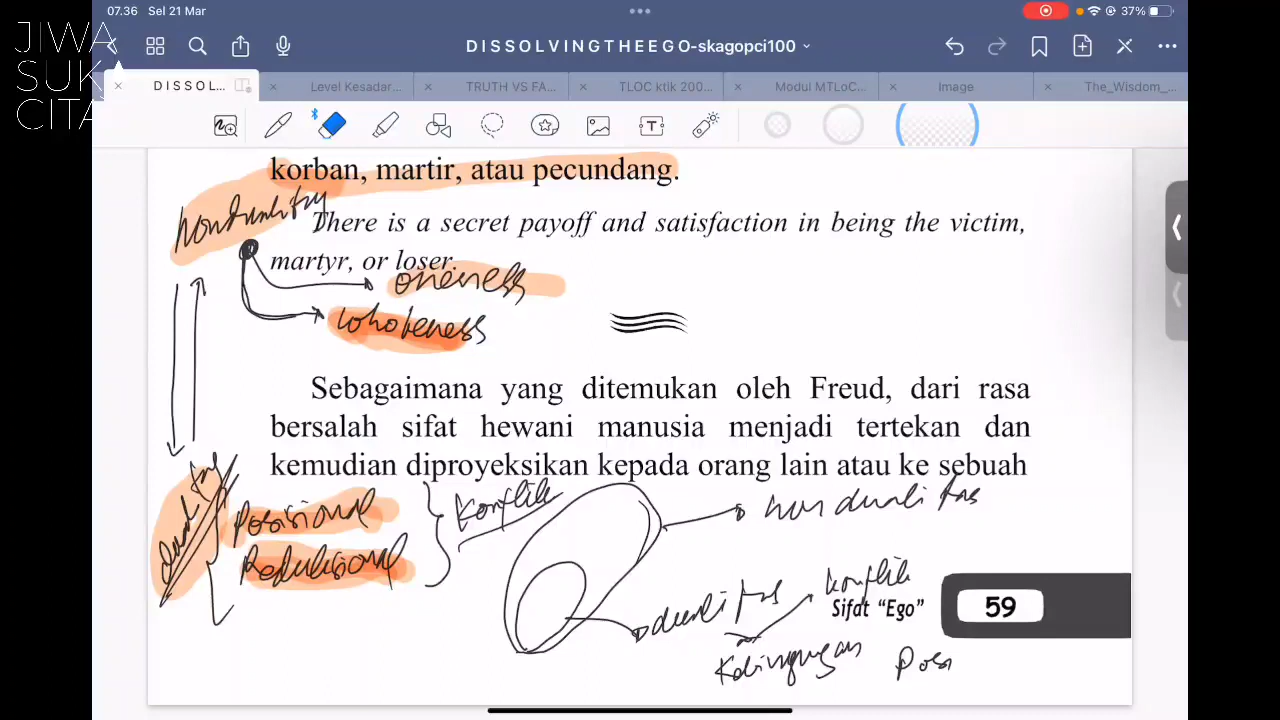 07.36 Sel 21 Mar
37%
JIWA
SUKA
CITA
DISSOLVINGTHEEGO-skagopci100
DISSOL...
Level Kesadar...
TRUTH VS FA...
TLOC ktik 200...
Modul MTLoC...
Image
The_Wisdom_...
korban, martir, atau pecundang.
There is a secret payoff and satisfaction in being the victim,
martyr, or loser.
oneness
wholeness
Sebagaimana yang ditemukan oleh Freud, dari rasa
bersalah sifat hewani manusia menjadi tertekan dan
kemudian diproyeksikan kepada orang lain atau ke sebuah
Posisional
Konflik
nondualitas
dualitas
konflik
Sifat "Ego"
59
Posi